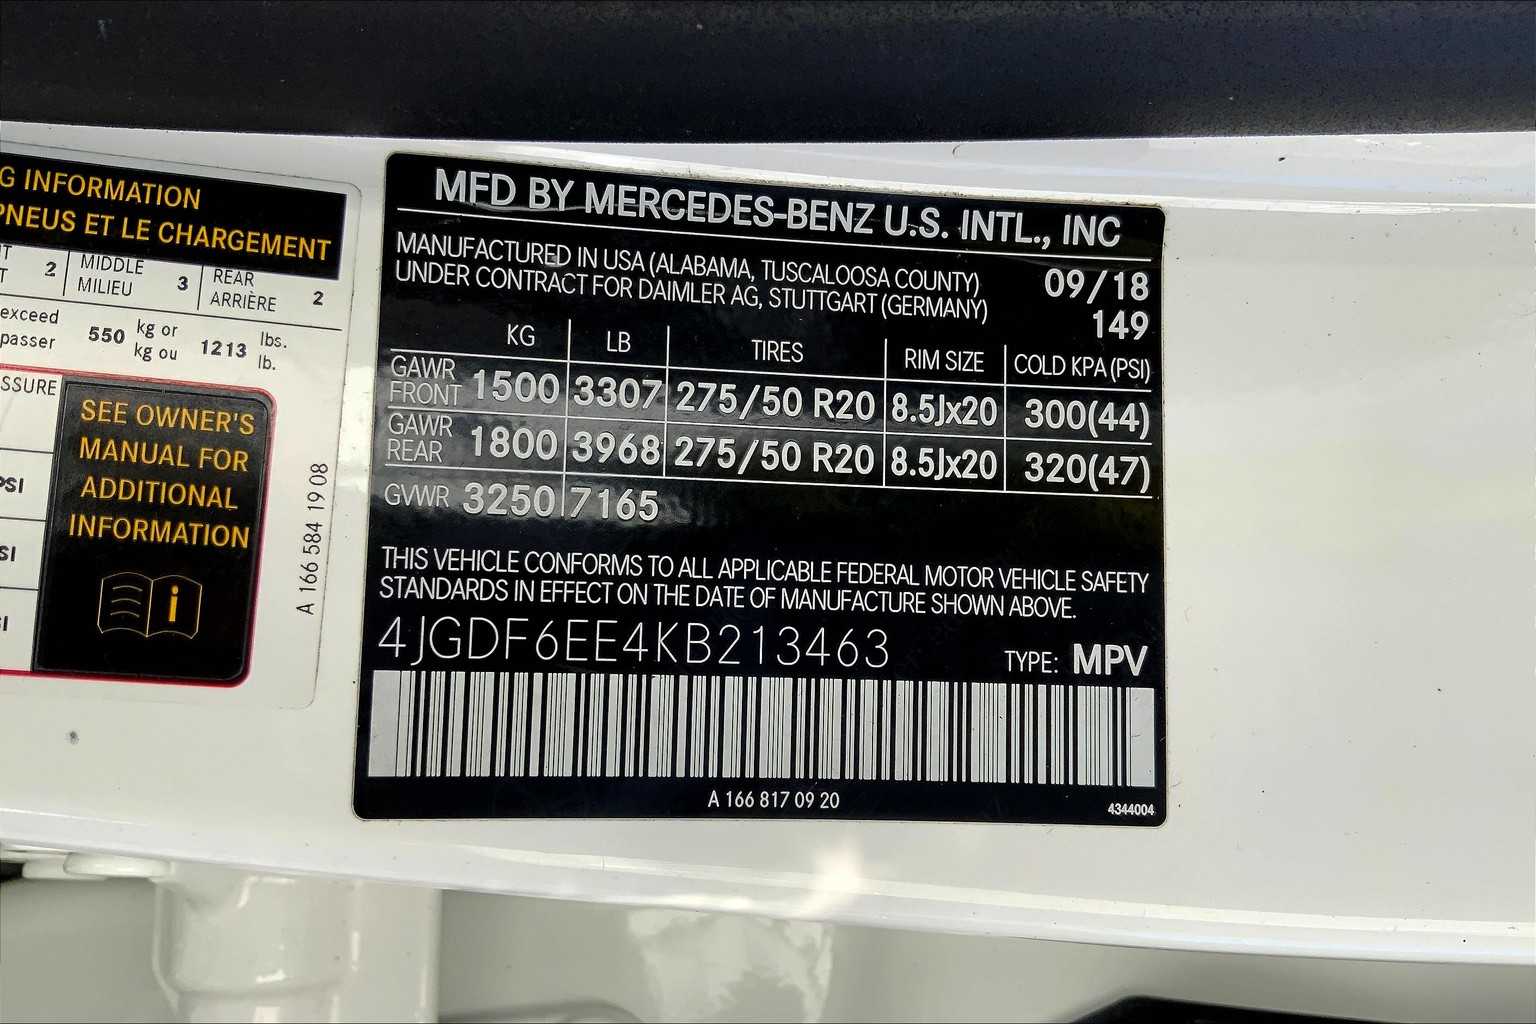 G INFORMATION
PNEUS ET LE CHARGEMENT
2 MIDDLE MILIEU 3 REAR ARRIÈRE 2
exceed
passer 550 kg or kg ou 1213 lbs. lb.
SSURE
SEE OWNER'S
MANUAL FOR
ADDITIONAL
INFORMATION
i
PSI
SI
A 166 584 19 08
MFD BY MERCEDES-BENZ U.S. INTL., INC
MANUFACTURED IN USA (ALABAMA, TUSCALOOSA COUNTY)
UNDER CONTRACT FOR DAIMLER AG, STUTTGART (GERMANY)
09/18
149
KG LB TIRES RIM SIZE COLD KPA (PSI)
GAWR FRONT 1500 3307 275/50 R20 8.5Jx20 300(44)
GAWR REAR 1800 3968 275/50 R20 8.5Jx20 320(47)
GVWR 3250 7165
THIS VEHICLE CONFORMS TO ALL APPLICABLE FEDERAL MOTOR VEHICLE SAFETY
STANDARDS IN EFFECT ON THE DATE OF MANUFACTURE SHOWN ABOVE.
4JGDF6EE4KB213463 TYPE: MPV
A 166 817 09 20
4344004